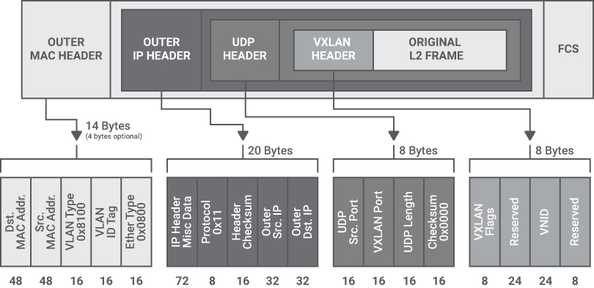 OUTER
MAC HEADER
OUTER
IP HEADER
UDP
HEADER
VXLAN
HEADER
ORIGINAL
L2 FRAME
FCS
14 Bytes
(4 bytes optional)
20 Bytes
8 Bytes
8 Bytes
Dst.
MAC Addr.
Src.
MAC Addr.
VLAN Type
0x8100
VLAN
ID Tag
Ether Type
0x0800
IP Header
Misc Data
Protocol
0x11
Header
Checksum
Outer
Src. IP
Outer
Dst. IP
UDP
Src. Port
VXLAN Port
UDP Length
Checksum
0x0000
VXLAN
Flags
Reserved
VNID
Reserved
48 48 16 16 16
72 8 16 32 32
16 16 16 16
8 24 24 8